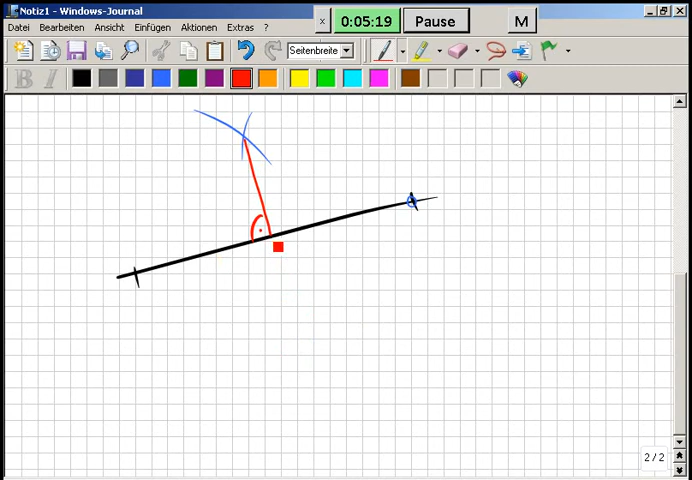 Notiz1 - Windows-Journal
x 0:05:19 Pause M
Datei Bearbeiten Ansicht Einfügen Aktionen Extras ?
Seitenbreite
B I
2 / 2